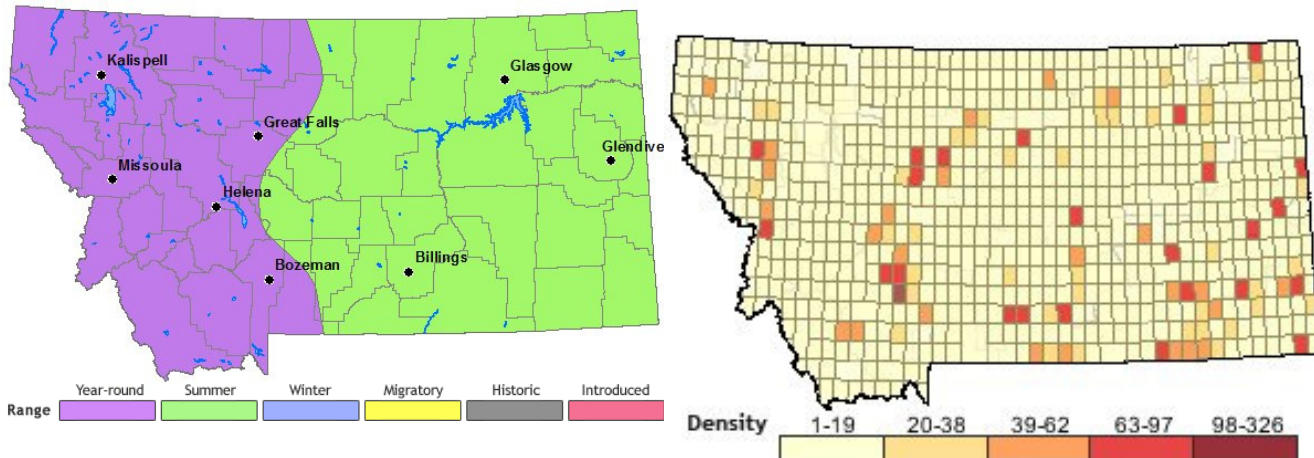 Kalispell
Glasgow
Great Falls
Glendive
Missoula
Helena
Bozeman
Billings
Year-round Summer Winter Migratory Historic Introduced
Range
Density 1-19 20-38 39-62 63-97 98-326